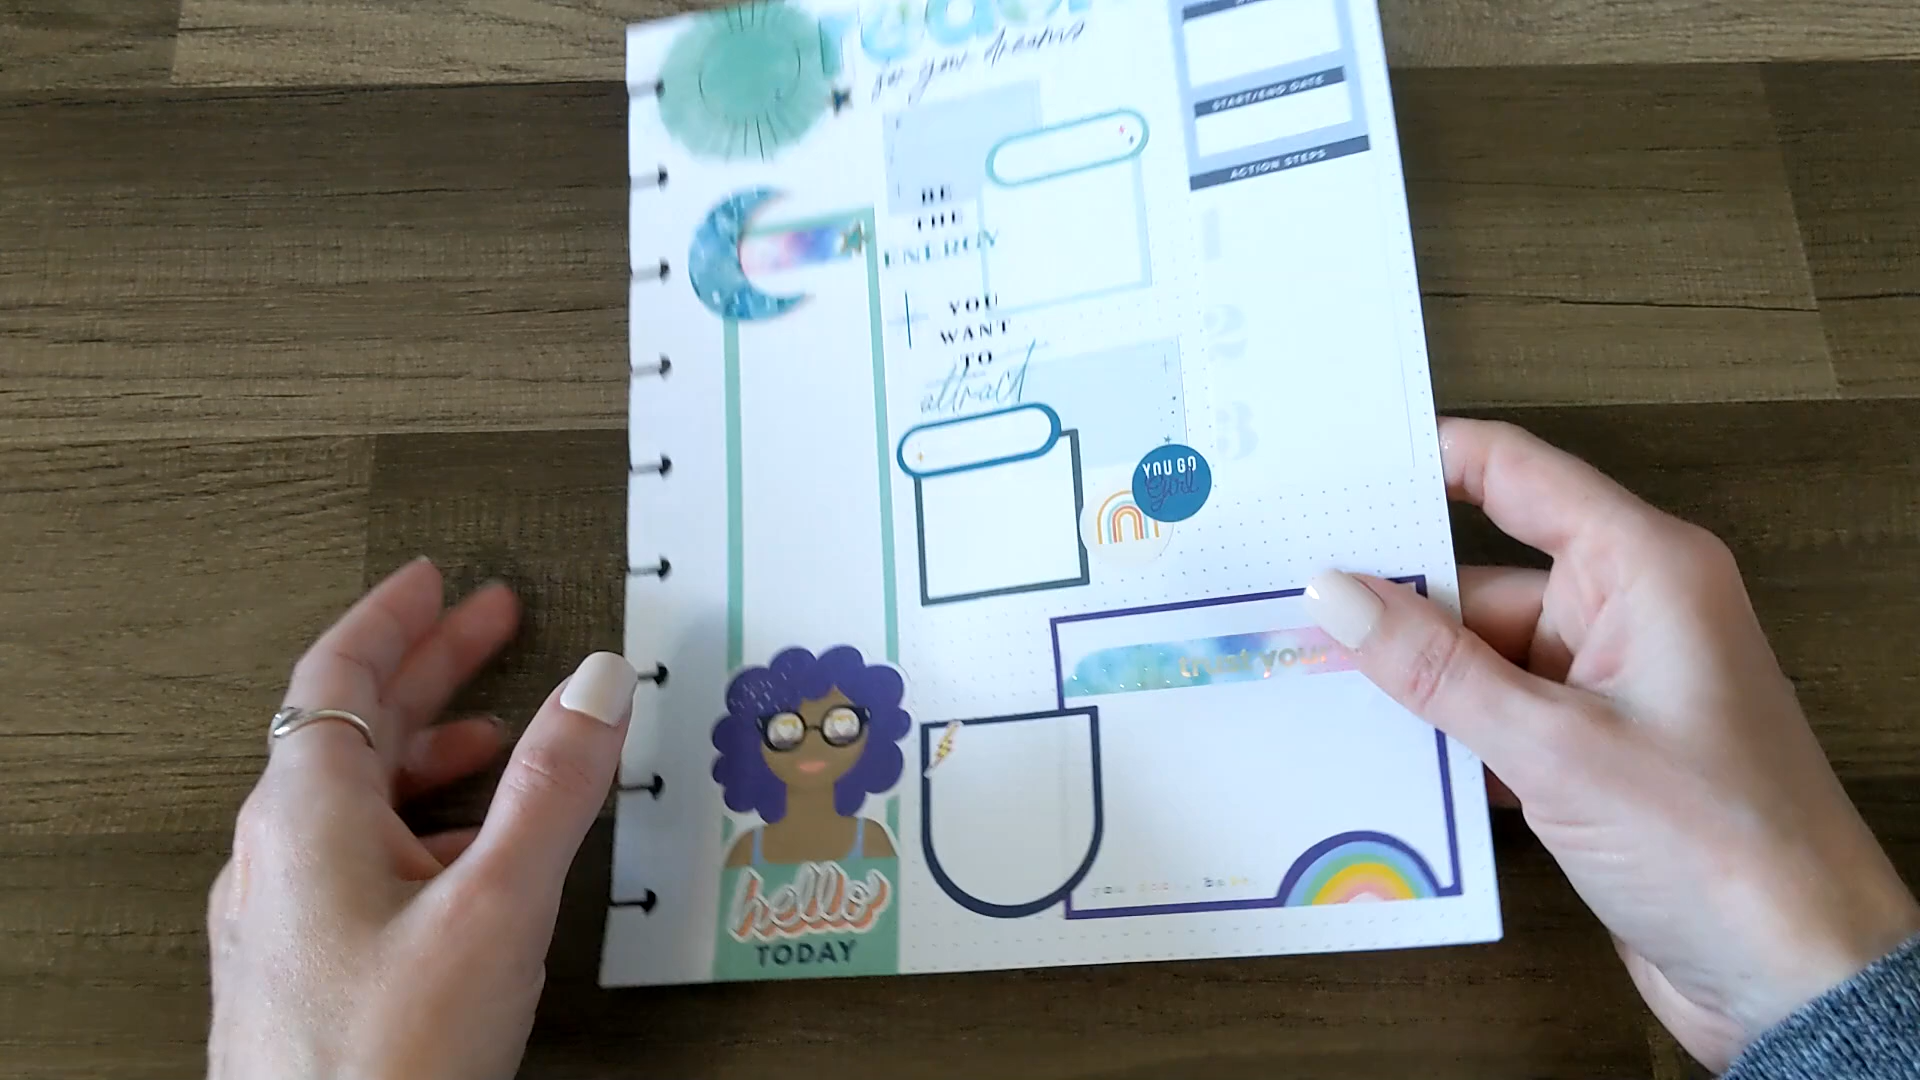 for your dreams
START/END DATE
ACTION STEPS
BE
THE
ENERGY
YOU
WANT
TO
attract
1
2
3
YOU GO
Girl
trust your
hello
TODAY